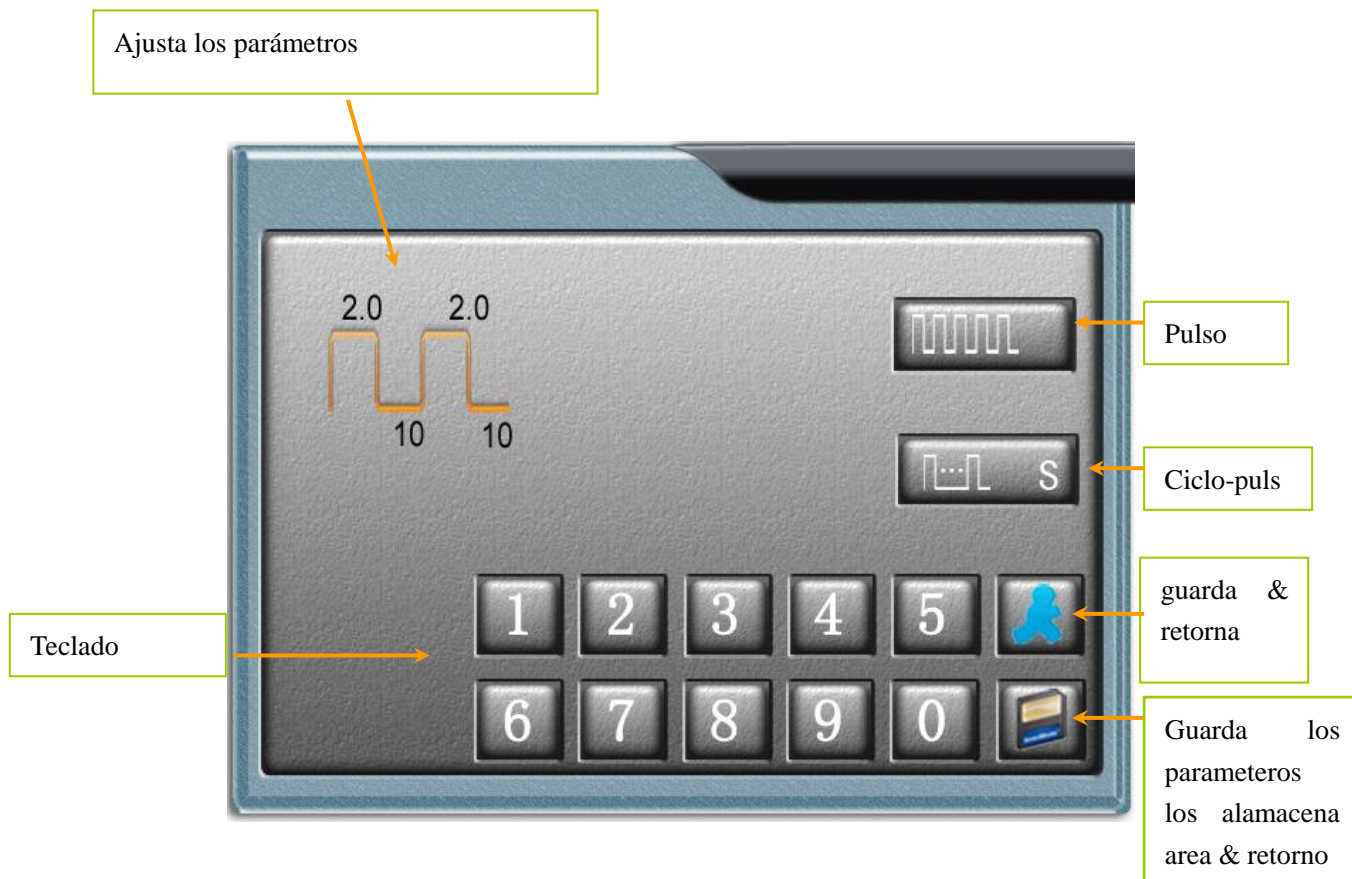 Ajusta los parámetros
2.0 2.0
10 10
Pulso
S
Ciclo-puls
1 2 3 4 5
guarda &
retorna
Teclado
6 7 8 9 0
Guarda los
parameteros
los alamacena
area & retorno